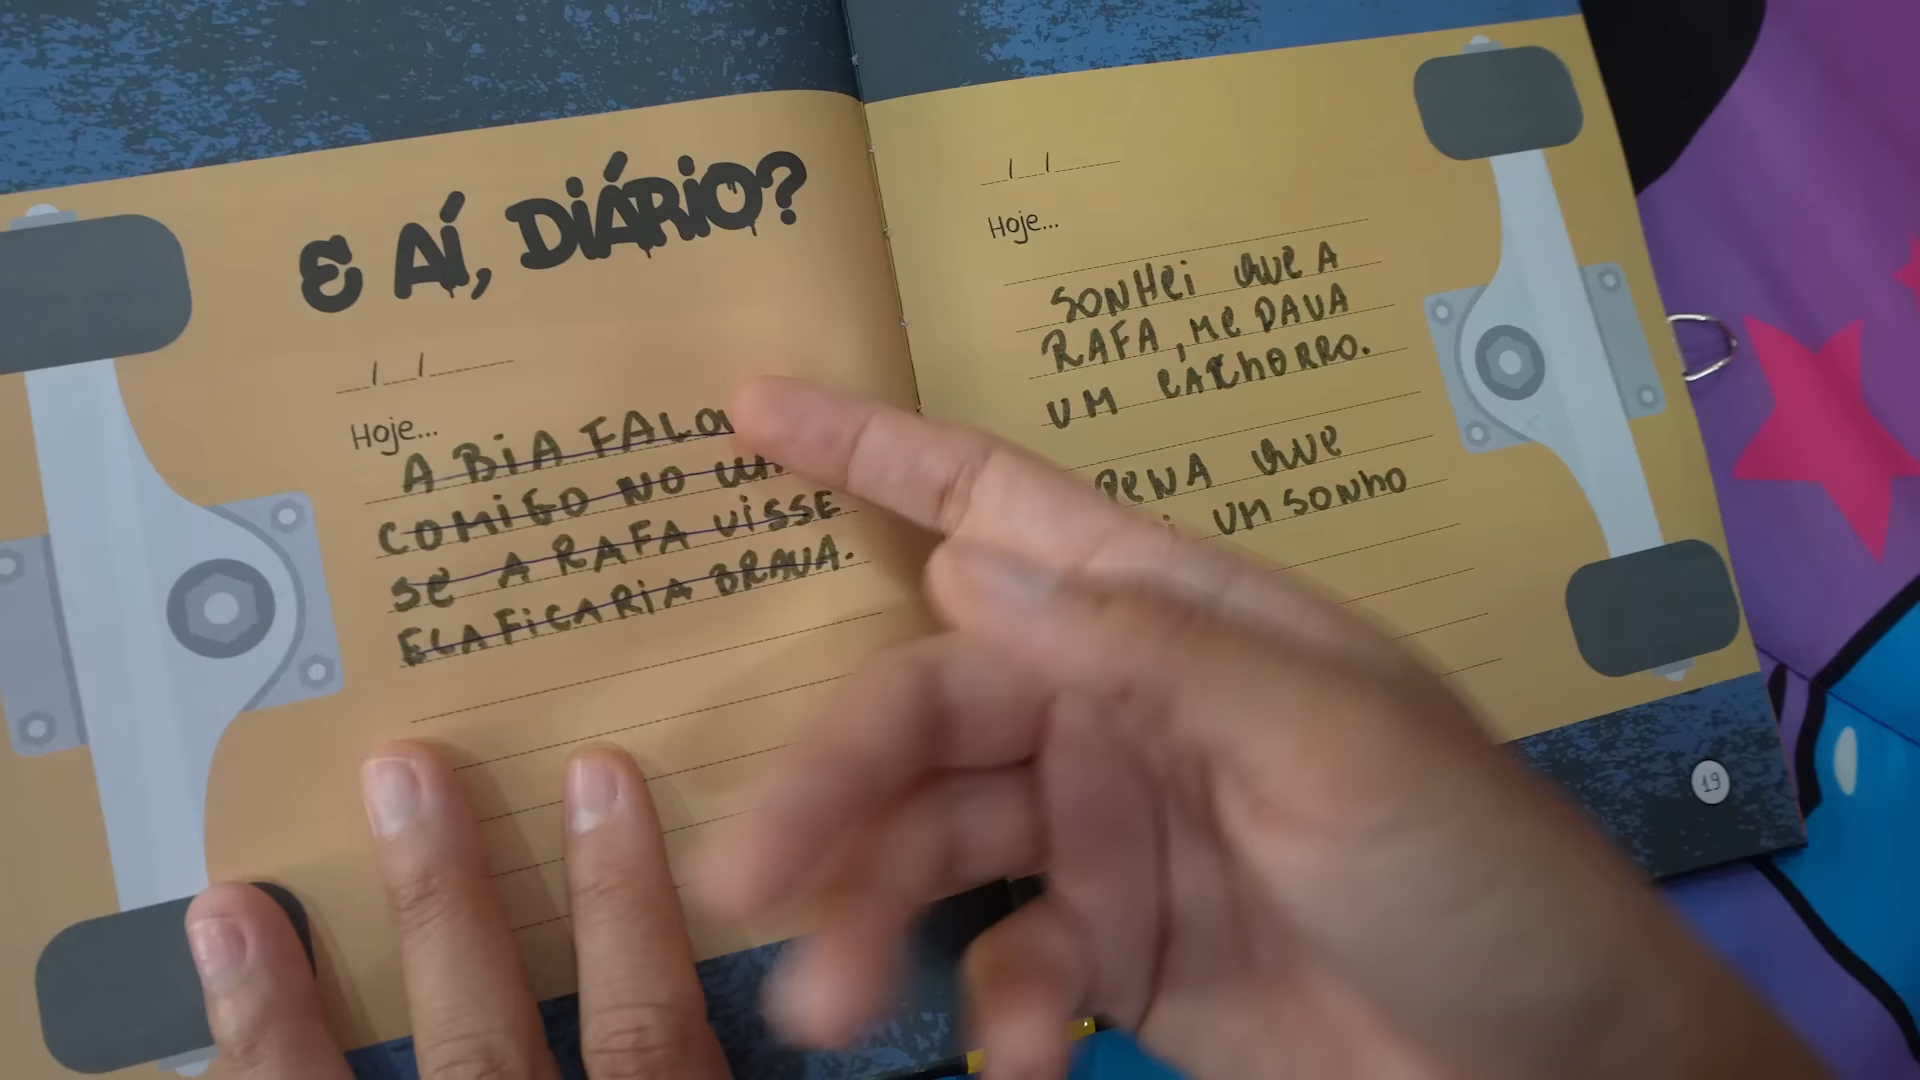 E AÍ, DIÁRIO?
Hoje...
A BIA FALOU
COMIGO NO
SE A RAFA VISSE
ELA FICARIA BRAVA.
Hoje...
SONHEI QUE A
RAFA, ME DAVA
UM CACHORRO.
PENA QUE
UM SONHO
19